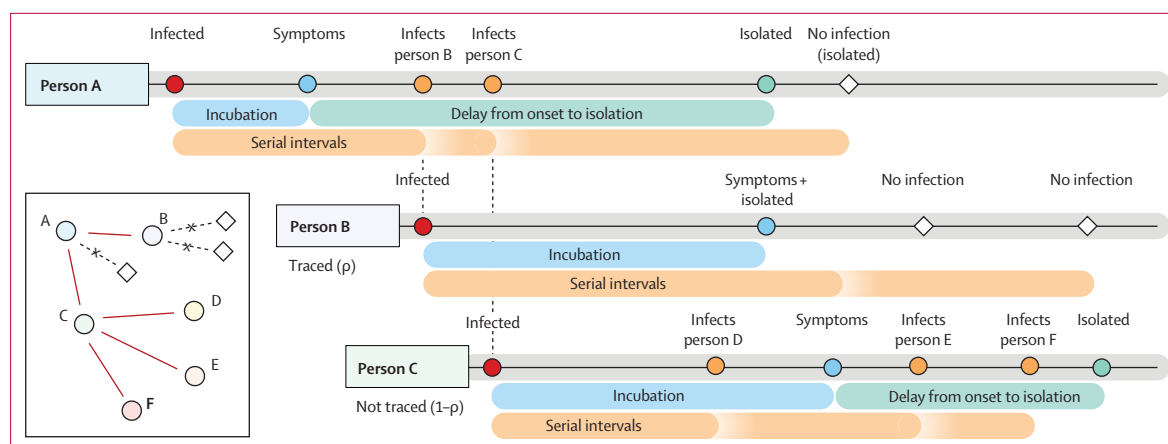 Infected
Symptoms
Infects
person B
Infects
person C
Isolated
No infection
(isolated)
Person A
Incubation
Delay from onset to isolation
Serial intervals
Infected
Symptoms+
isolated
No infection
No infection
Person B
Traced (ρ)
Incubation
Serial intervals
Infected
Infects
person D
Symptoms
Infects
person E
Infects
person F
Isolated
Person C
Not traced (1–ρ)
Incubation
Delay from onset to isolation
Serial intervals
A
B
C
D
E
F